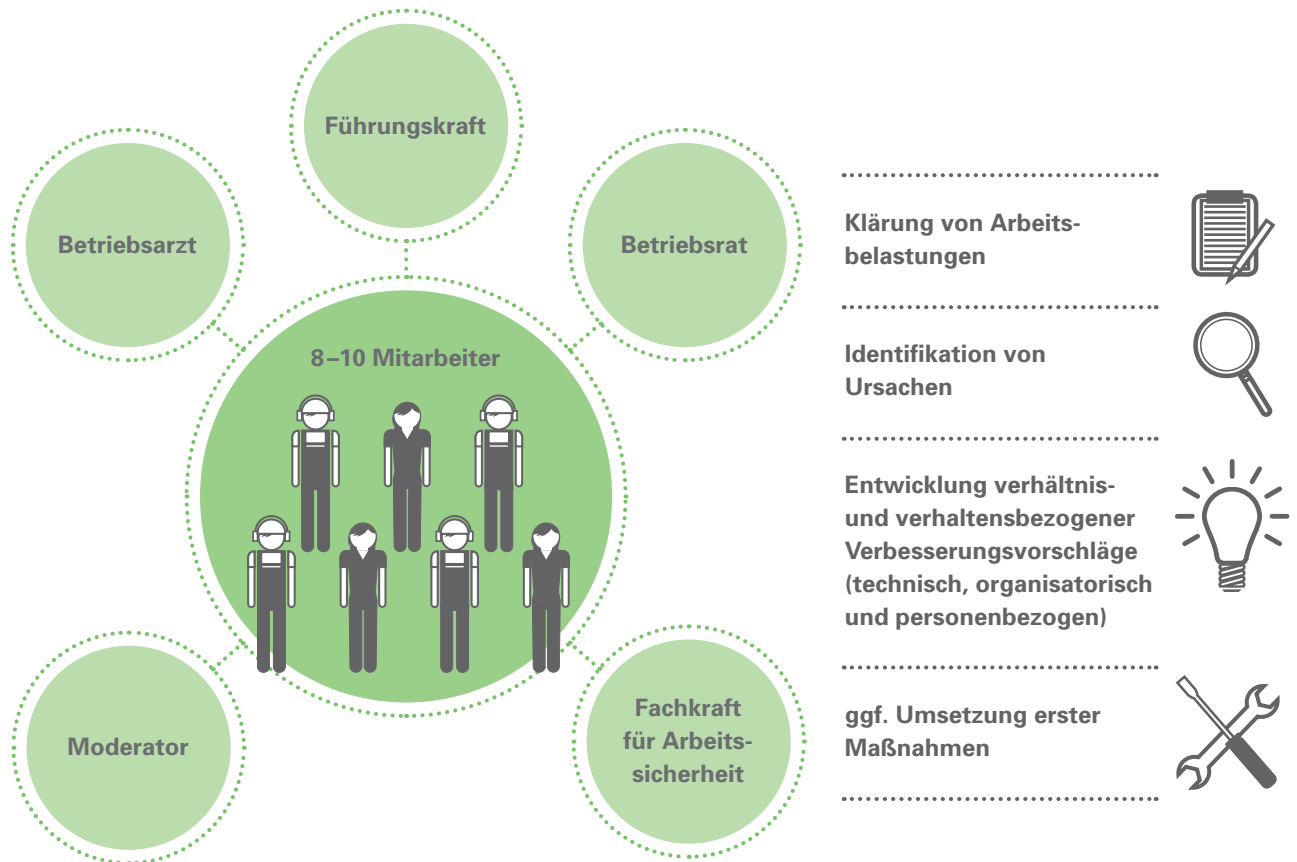 Führungskraft
Betriebsarzt
Betriebsrat
8–10 Mitarbeiter
Moderator
Fachkraft
für Arbeits-
sicherheit
Klärung von Arbeits-
belastungen
Identifikation von
Ursachen
Entwicklung verhältnis-
und verhaltensbezogener
Verbesserungsvorschläge
(technisch, organisatorisch
und personenbezogen)
ggf. Umsetzung erster
Maßnahmen